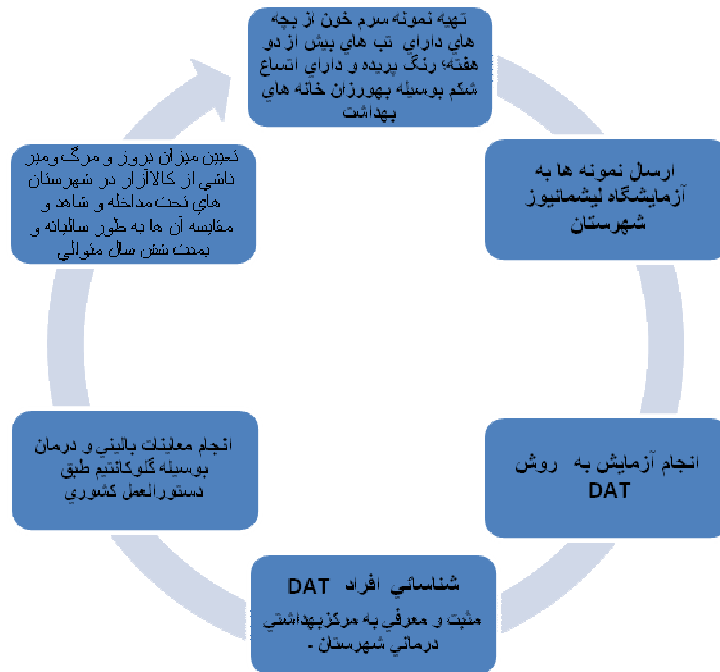 تهيه نمونه سرم خون از بچه
هاي داراي تب هاي بيش از دو
هفته؛ رنگ پريده و داراي اتساع
شكم بوسيله بهورزان خانه هاي
بهداشت
ارسال نمونه ها به
آزمايشگاه ليشمانيوز
شهرستان
انجام آزمايش به روش
DAT
شناسائي افراد DAT
مثبت و معرفي به مركزبهداشتي
درماني شهرستان -
انجام معاينات باليني و درمان
بوسيله گلوكانتيم طبق
دستورالعمل كشوري
تعيين ميزان بروز و مرگ ومير
ناشي از كالاآزار در شهرستان
هاي تحت مداخله و شاهد و
مقايسه آن ها به طور ساليانه و
بمدت شش سال متوالي